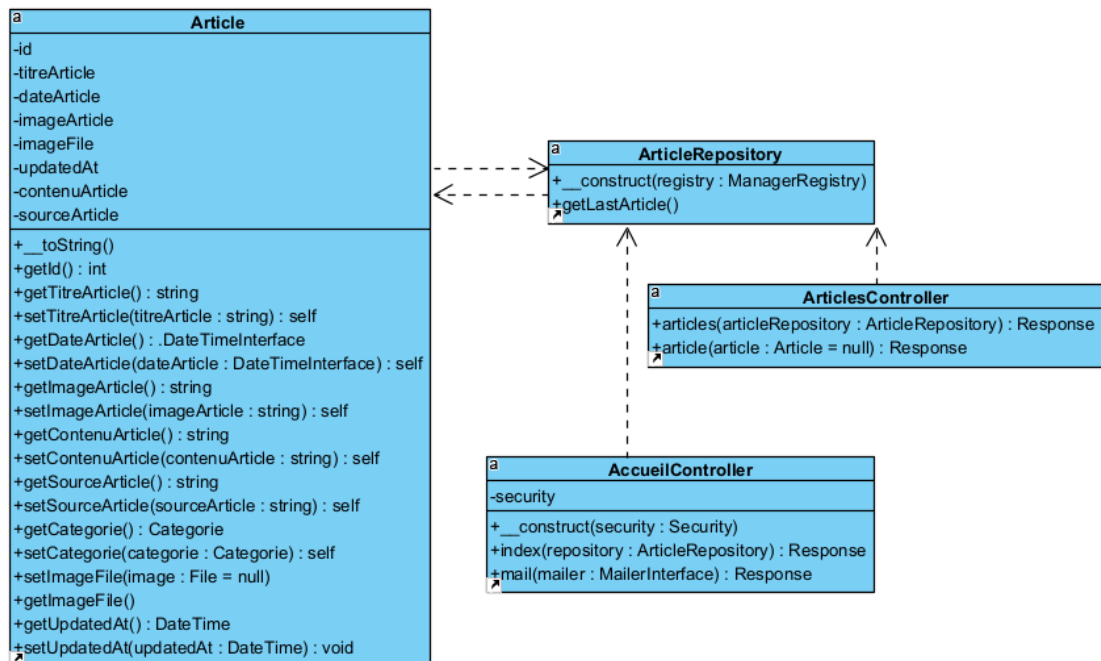 a
Article
-id
-titreArticle
-dateArticle
-imageArticle
-imageFile
-updatedAt
-contenuArticle
-sourceArticle
+__toString()
+getId() : int
+getTitreArticle() : string
+setTitreArticle(titreArticle : string) : self
+getDateArticle() : .DateTimeInterface
+setDateArticle(dateArticle : DateTimeInterface) : self
+getImageArticle() : string
+setImageArticle(imageArticle : string) : self
+getContenuArticle() : string
+setContenuArticle(contenuArticle : string) : self
+getSourceArticle() : string
+setSourceArticle(sourceArticle : string) : self
+getCategorie() : Categorie
+setCategorie(categorie : Categorie) : self
+setImageFile(image : File = null)
+getImageFile()
+getUpdatedAt() : DateTime
+setUpdatedAt(updatedAt : DateTime) : void
a
ArticleRepository
+__construct(registry : ManagerRegistry)
+getLastArticle()
a
ArticlesController
+articles(articleRepository : ArticleRepository) : Response
+article(article : Article = null) : Response
a
AccueilController
-security
+__construct(security : Security)
+index(repository : ArticleRepository) : Response
+mail(mailer : MailerInterface) : Response